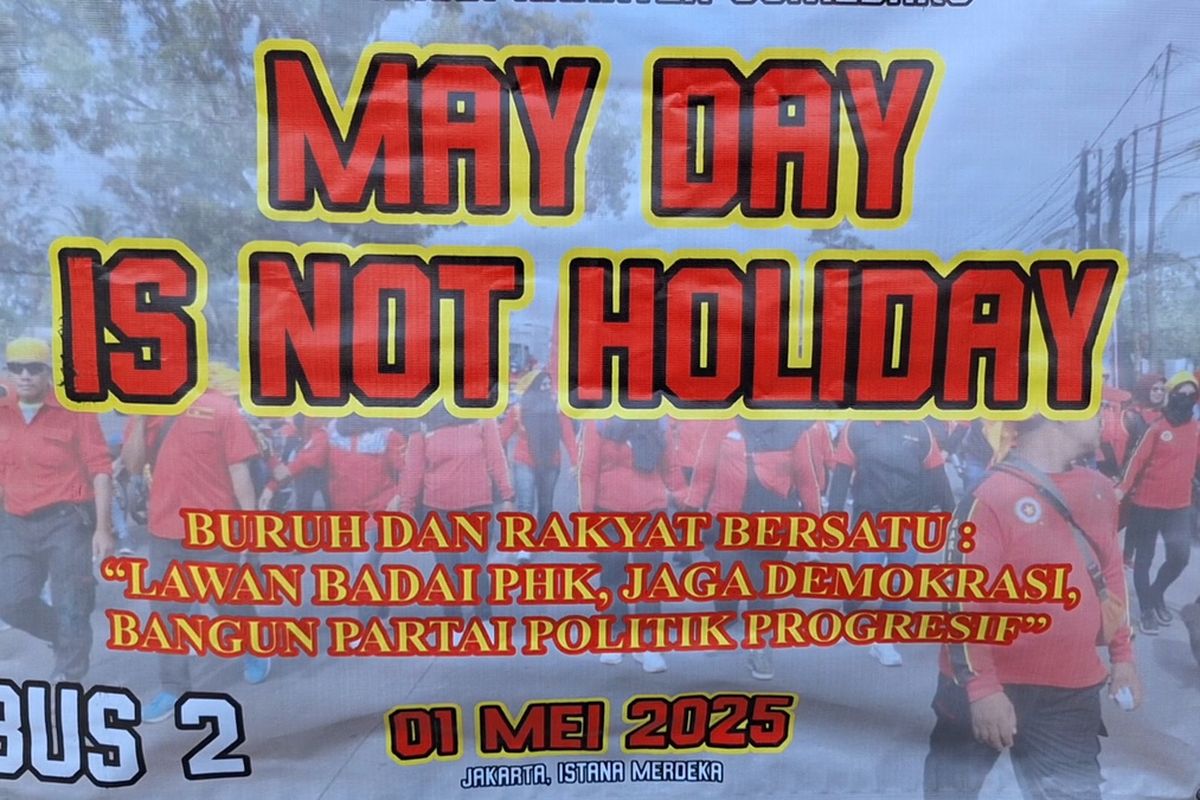 MAY DAY
IS NOT HOLIDAY
BURUH DAN RAKYAT BERSATU :
“LAWAN BADAI PHK, JAGA DEMOKRASI,
BANGUN PARTAI POLITIK PROGRESIF”
BUS 2
01 MEI 2025
JAKARTA, ISTANA MERDEKA